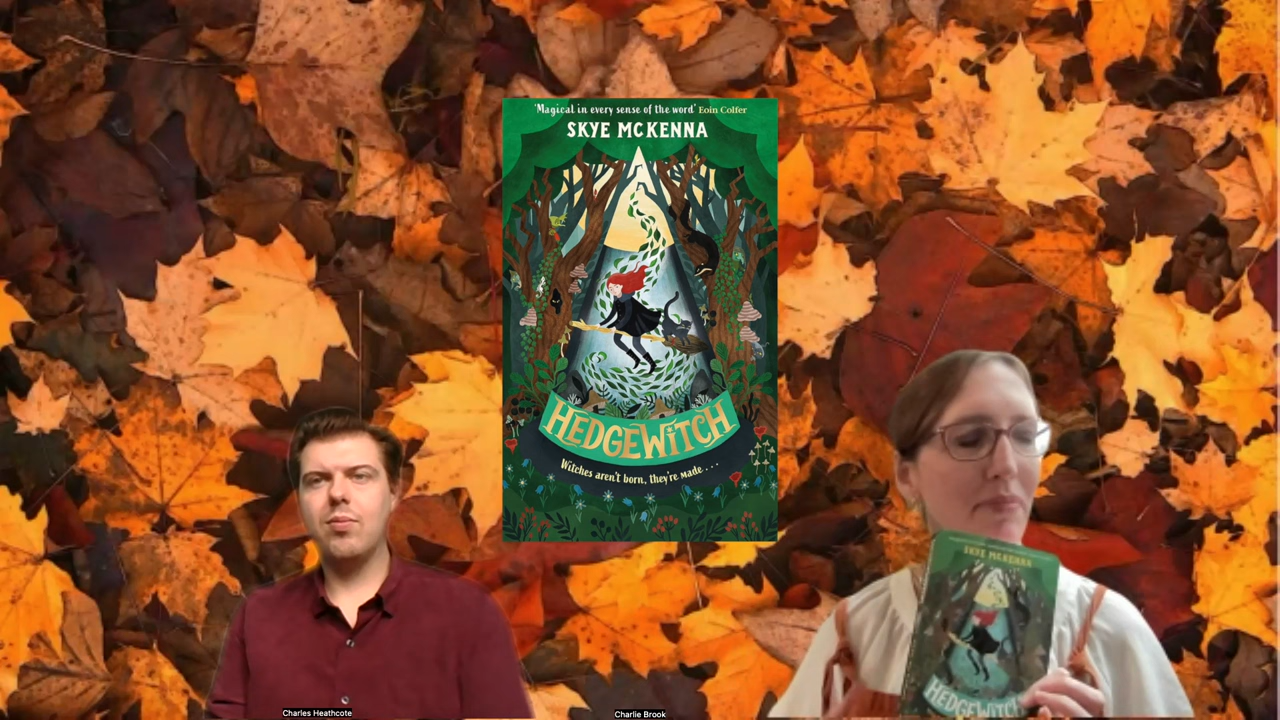 'Magical in every sense of the word' Eoin Colfer
SKYE MCKENNA
HEDGEWITCH
Witches aren't born, they're made . . .
SKYE MCKENNA
HEDGEWITCH
Charles Heathcote
Charlie Brook